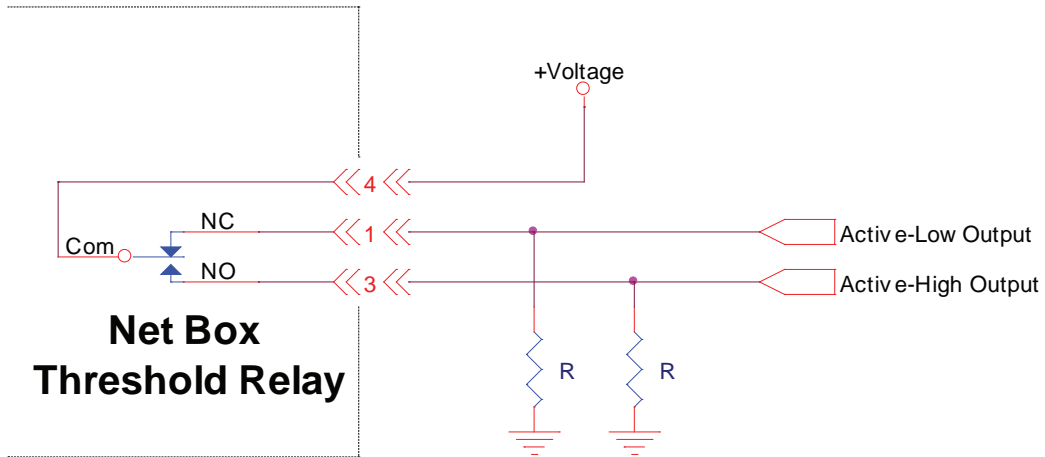 +Voltage
4
NC
1
Com
Active-Low Output
NO
3
Active-High Output
Net Box
Threshold Relay
R
R